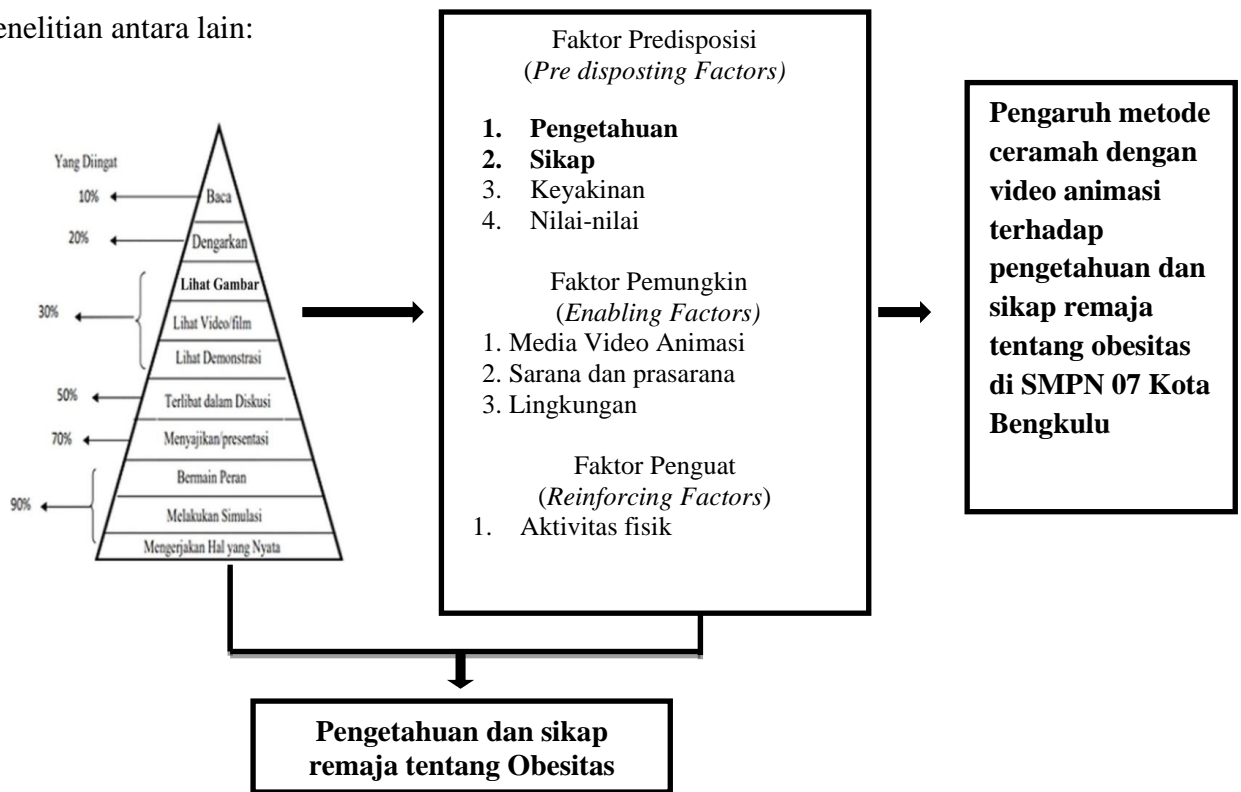 enelitian antara lain:
Yang Diingat
10%
Baca
20%
Dengarkan
30%
Lihat Gambar
Lihat Video/film
Lihat Demonstrasi
50%
Terlibat dalam Diskusi
70%
Menyajikan/presentasi
90%
Bermain Peran
Melakukan Simulasi
Mengerjakan Hal yang Nyata
Faktor Predisposisi
(Pre disposting Factors)
1. Pengetahuan
2. Sikap
3. Keyakinan
4. Nilai-nilai
Faktor Pemungkin
(Enabling Factors)
1. Media Video Animasi
2. Sarana dan prasarana
3. Lingkungan
Faktor Penguat
(Reinforcing Factors)
1. Aktivitas fisik
Pengaruh metode
ceramah dengan
video animasi
terhadap
pengetahuan dan
sikap remaja
tentang obesitas
di SMPN 07 Kota
Bengkulu
Pengetahuan dan sikap
remaja tentang Obesitas